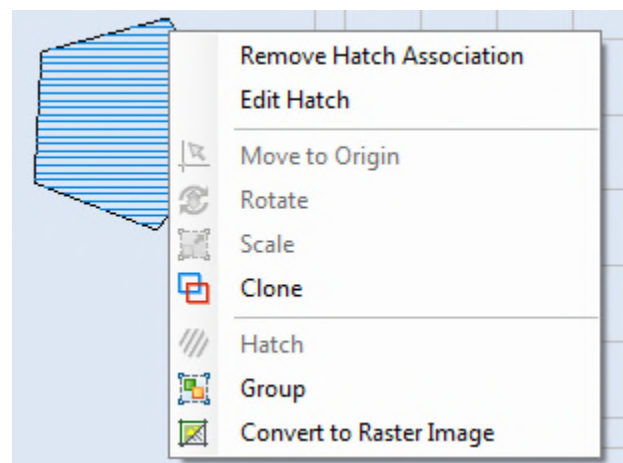 Remove Hatch Association
Edit Hatch
Move to Origin
Rotate
Scale
Clone
Hatch
Group
Convert to Raster Image